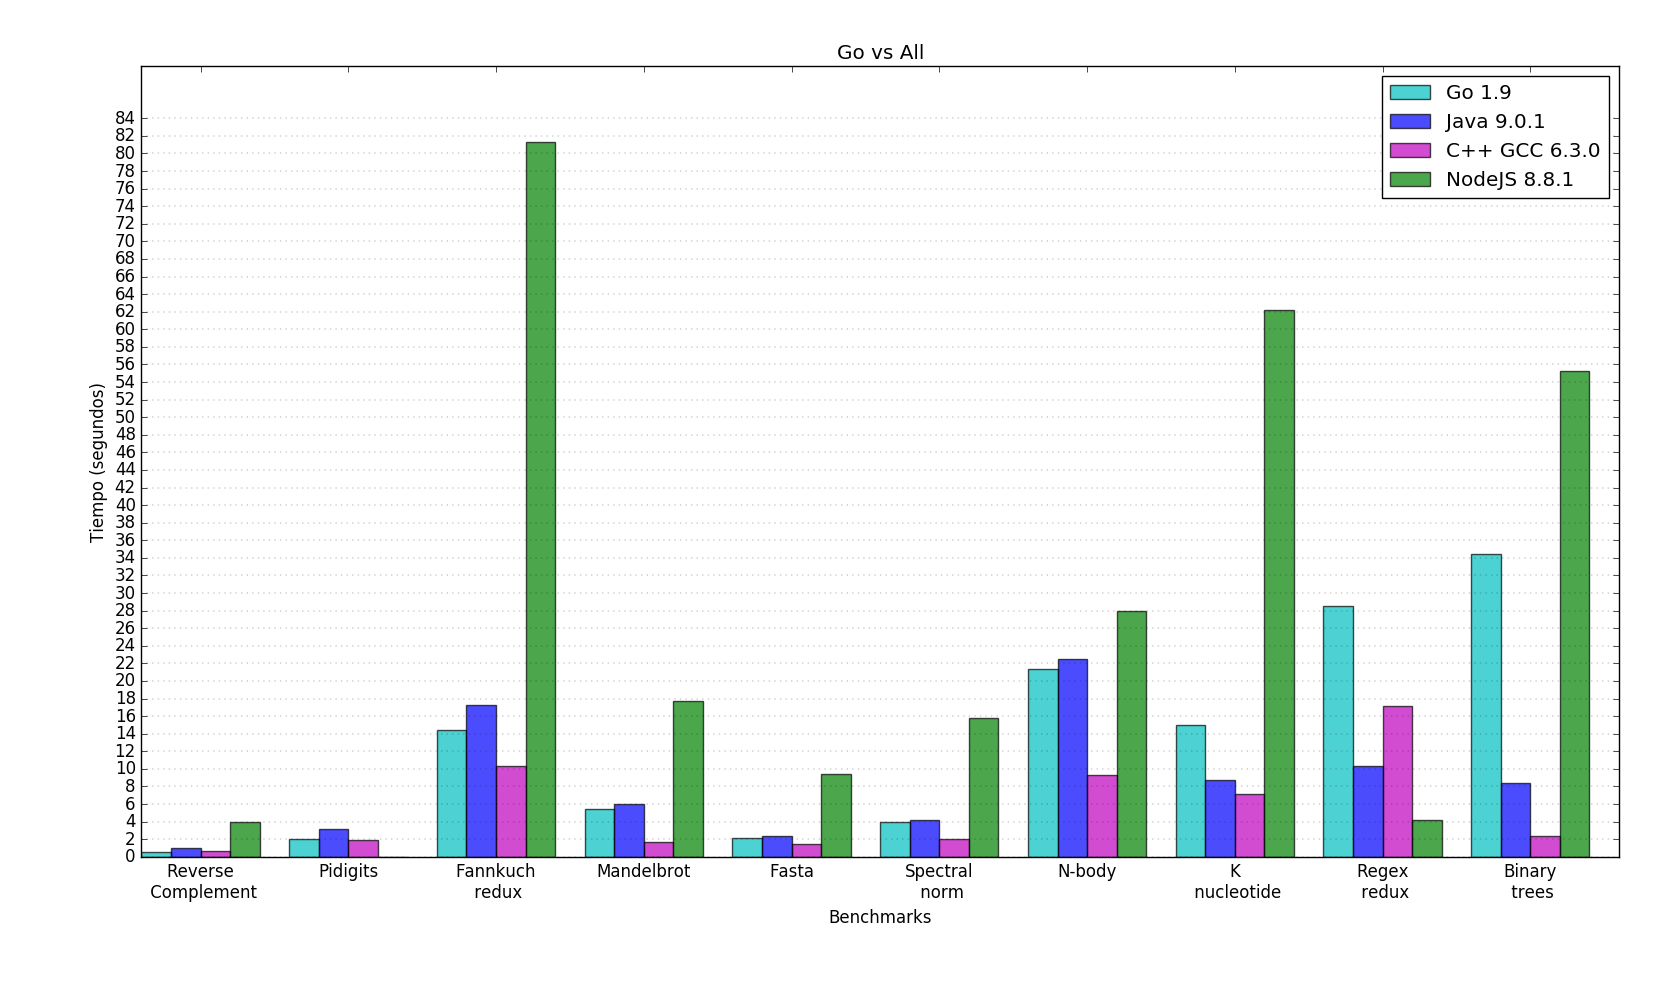 Go vs All
Go 1.9
Java 9.0.1
C++ GCC 6.3.0
NodeJS 8.8.1
84
82
80
78
76
74
72
70
68
66
64
62
60
58
56
54
52
50
48
46
44
42
40
38
36
34
32
30
28
26
24
22
20
18
16
14
12
10
8
6
4
2
0
Tiempo (segundos)
Reverse
Complement
Pidigits
Fannkuch
redux
Mandelbrot
Fasta
Spectral
norm
N-body
K
nucleotide
Regex
redux
Binary
trees
Benchmarks